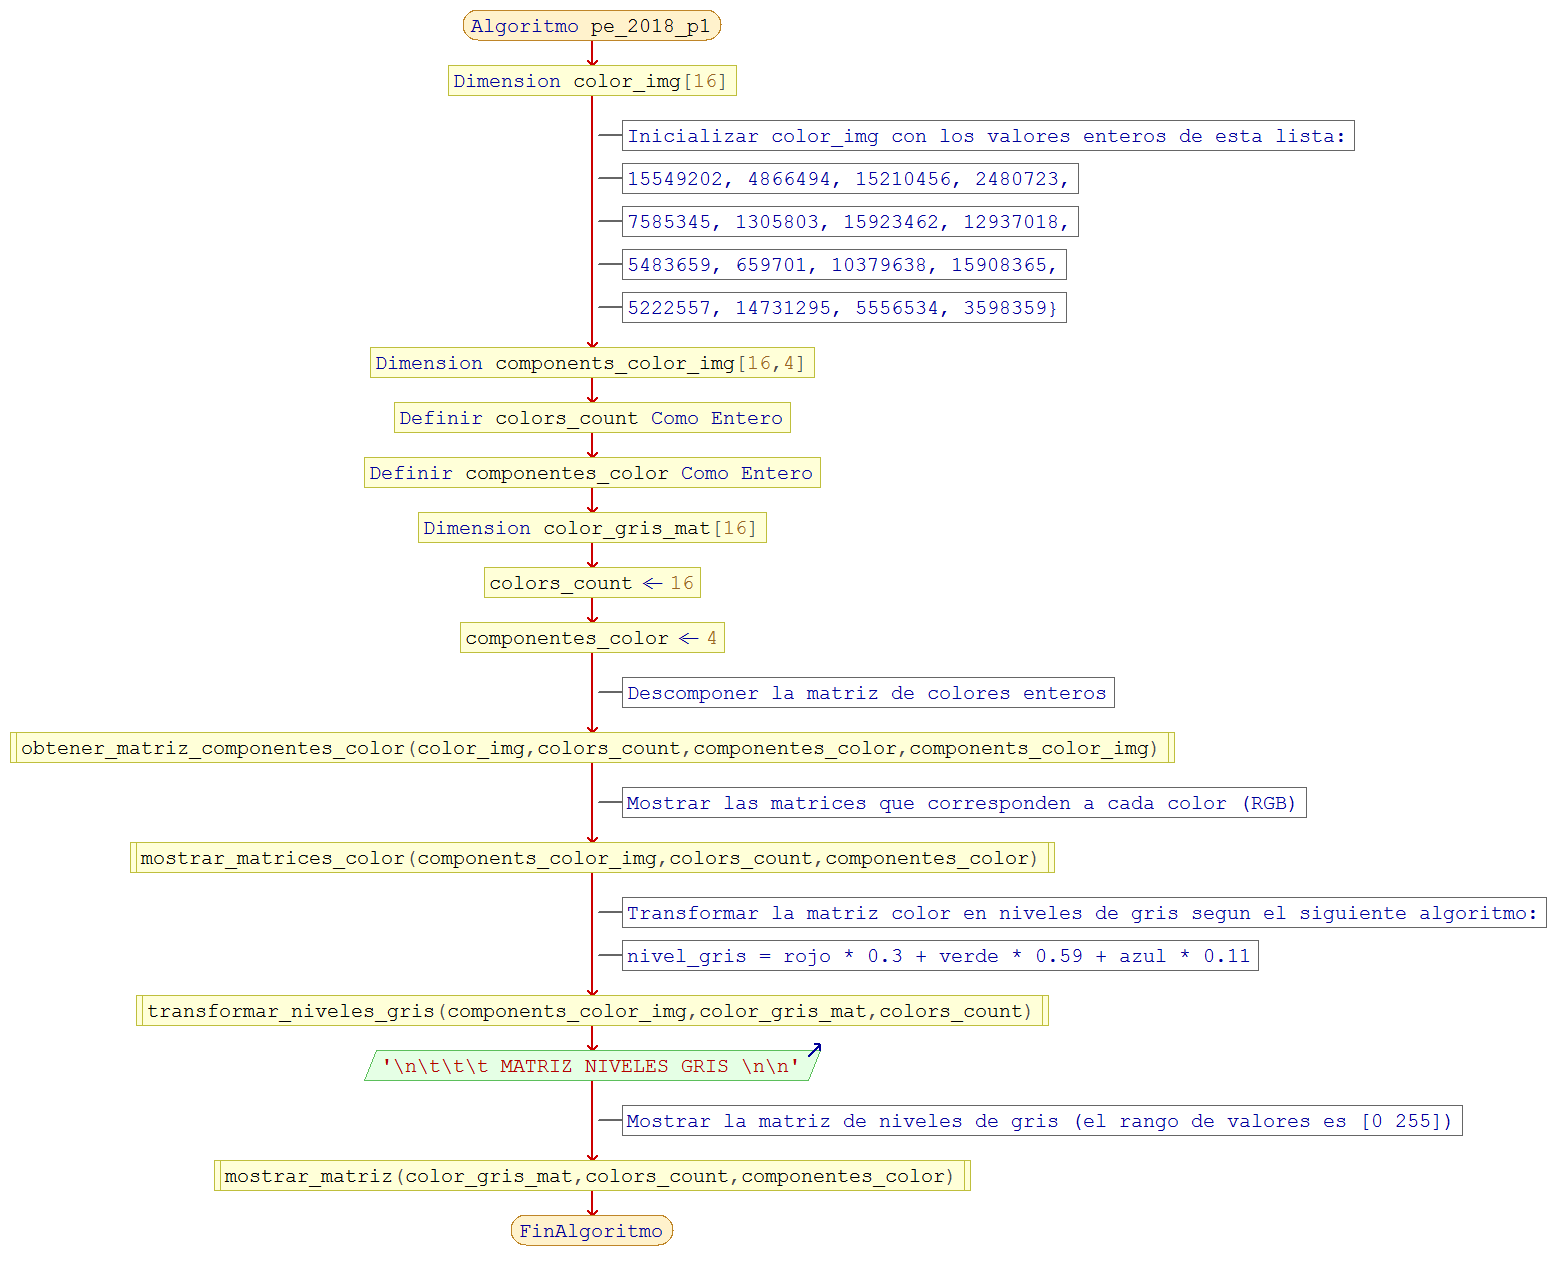 Algoritmo pe_2018_p1
Dimension color_img[16]
Inicializar color_img con los valores enteros de esta lista:
15549202, 4866494, 15210456, 2480723,
7585345, 1305803, 15923462, 12937018,
5483659, 659701, 10379638, 15908365,
5222557, 14731295, 5556534, 3598359}
Dimension components_color_img[16,4]
Definir colors_count Como Entero
Definir componentes_color Como Entero
Dimension color_gris_mat[16]
colors_count ← 16
componentes_color ← 4
Descomponer la matriz de colores enteros
obtener_matriz_componentes_color(color_img,colors_count,componentes_color,components_color_img)
Mostrar las matrices que corresponden a cada color (RGB)
mostrar_matrices_color(components_color_img,colors_count,componentes_color)
Transformar la matriz color en niveles de gris segun el siguiente algoritmo:
nivel_gris = rojo * 0.3 + verde * 0.59 + azul * 0.11
transformar_niveles_gris(components_color_img,color_gris_mat,colors_count)
'\n\t\t\t MATRIZ NIVELES GRIS \n\n'
Mostrar la matriz de niveles de gris (el rango de valores es [0 255])
mostrar_matriz(color_gris_mat,colors_count,componentes_color)
FinAlgoritmo